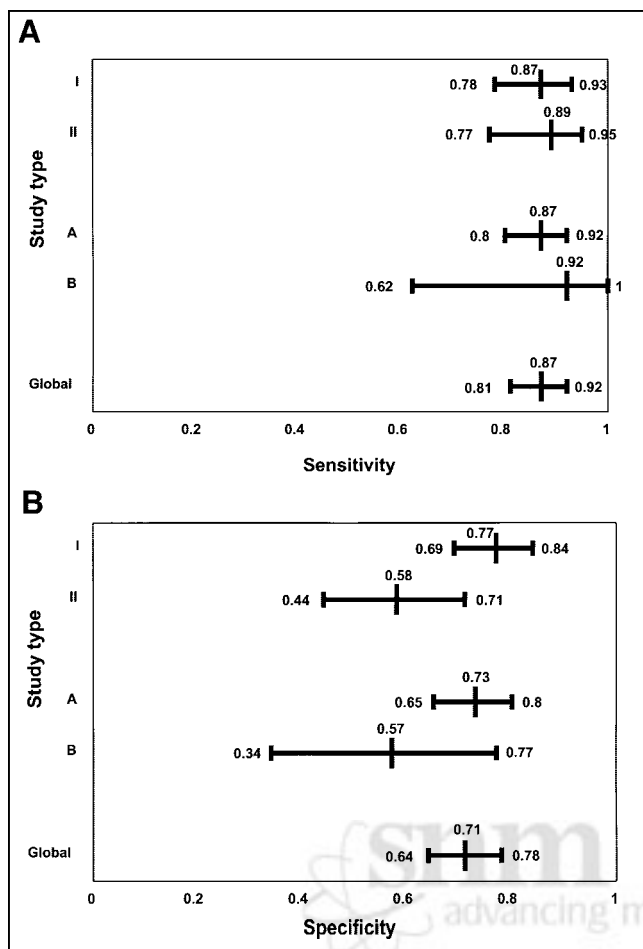 A
I
0.78 0.87 0.93
II
0.77 0.89 0.95
Study type
A
0.8 0.87 0.92
B
0.62 0.92 1
Global
0.81 0.87 0.92
0 0.2 0.4 0.6 0.8 1
Sensitivity
B
I
0.69 0.77 0.84
II
0.44 0.58 0.71
Study type
A
0.65 0.73 0.8
B
0.34 0.57 0.77
Global
0.64 0.71 0.78
snm
advancing m
0 0.2 0.4 0.6 0.8 1
Specificity